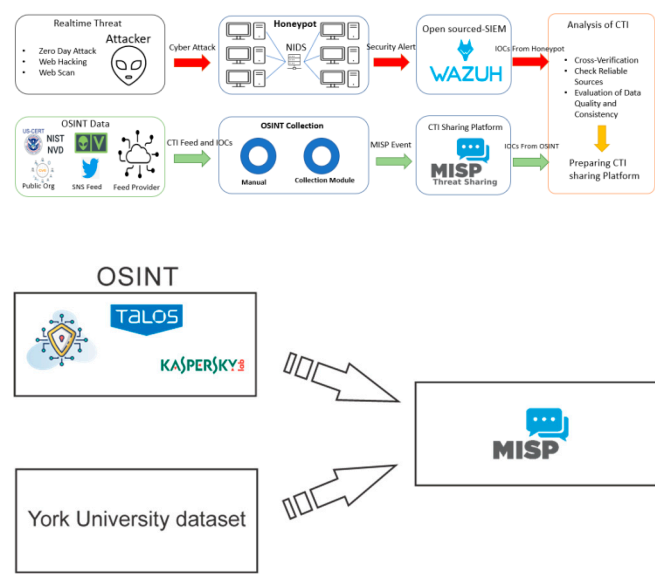 Realtime Threat
Attacker
• Zero Day Attack
• Web Hacking
• Web Scan
Cyber Attack
Honeypot
NIDS
Security Alert
Open sourced-SIEM
WAZUH
IOCs From Honeypot
Analysis of CTI
• Cross-Verification
• Check Reliable
Sources
• Evaluation of Data
Quality and
Consistency
Preparing CTI
sharing Platform
OSINT Data
US-CERT
NIST
NVD
Public Org
SNS Feed
Feed Provider
CTI Feed and IOCs
OSINT Collection
Manual
Collection Module
MISP Event
CTI Sharing Platform
MISP
Threat Sharing
IOCs From OSINT
OSINT
TALOS
KASPERSKY lab
York University dataset
MISP